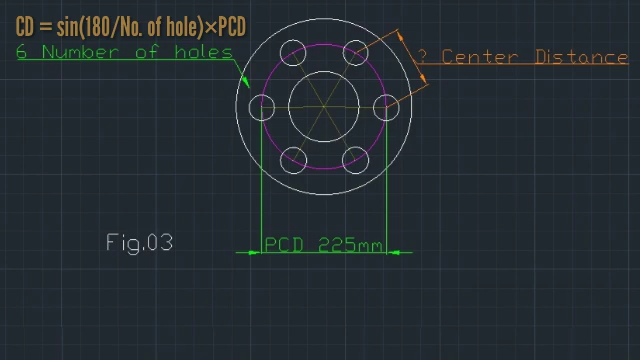 CD = sin(180/No. of hole)×PCD
6 Number of holes
? Center Distance
PCD 225mm
Fig.03